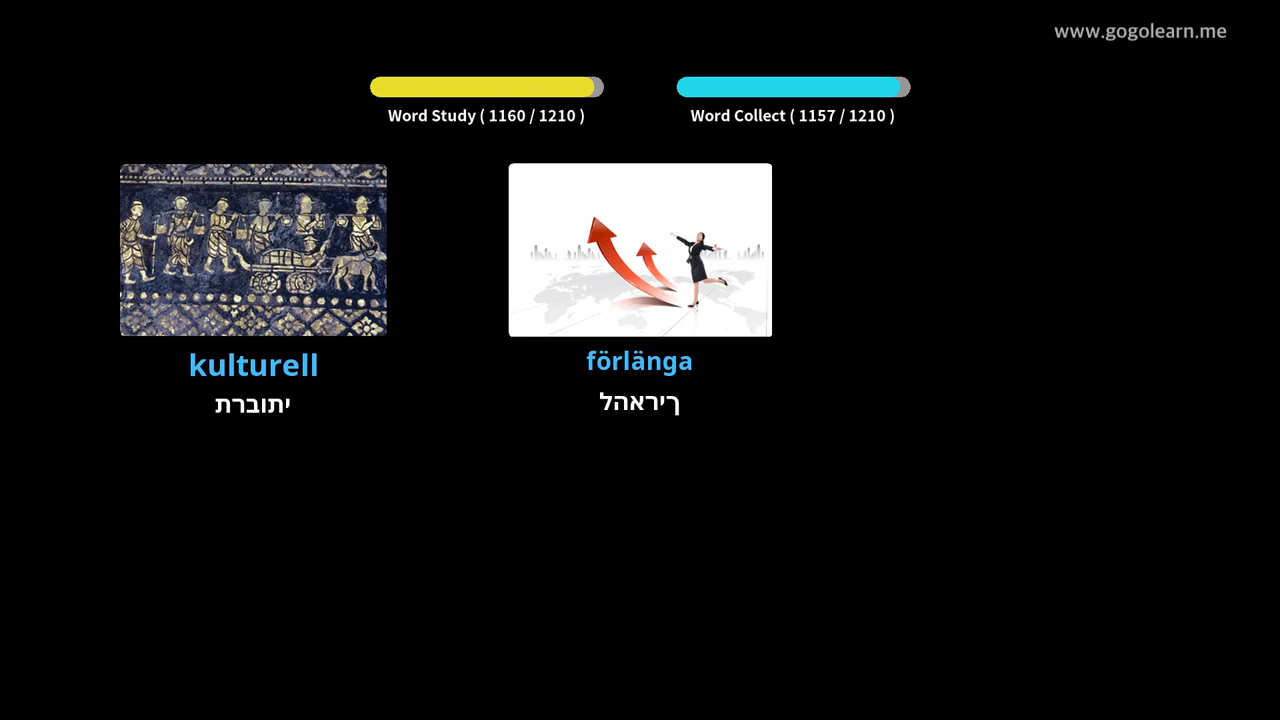 www.gogolearn.me
Word Study ( 1160 / 1210 )
Word Collect ( 1157 / 1210 )
kulturell
יתוברת
förlänga
ךיראהל